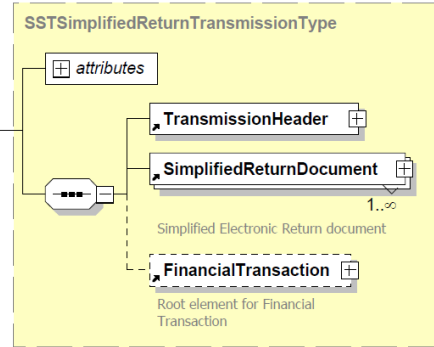 SSTSimplifiedReturnTransmissionType
attributes
TransmissionHeader
SimplifiedReturnDocument
1..∞
Simplified Electronic Return document
FinancialTransaction
Root element for Financial
Transaction